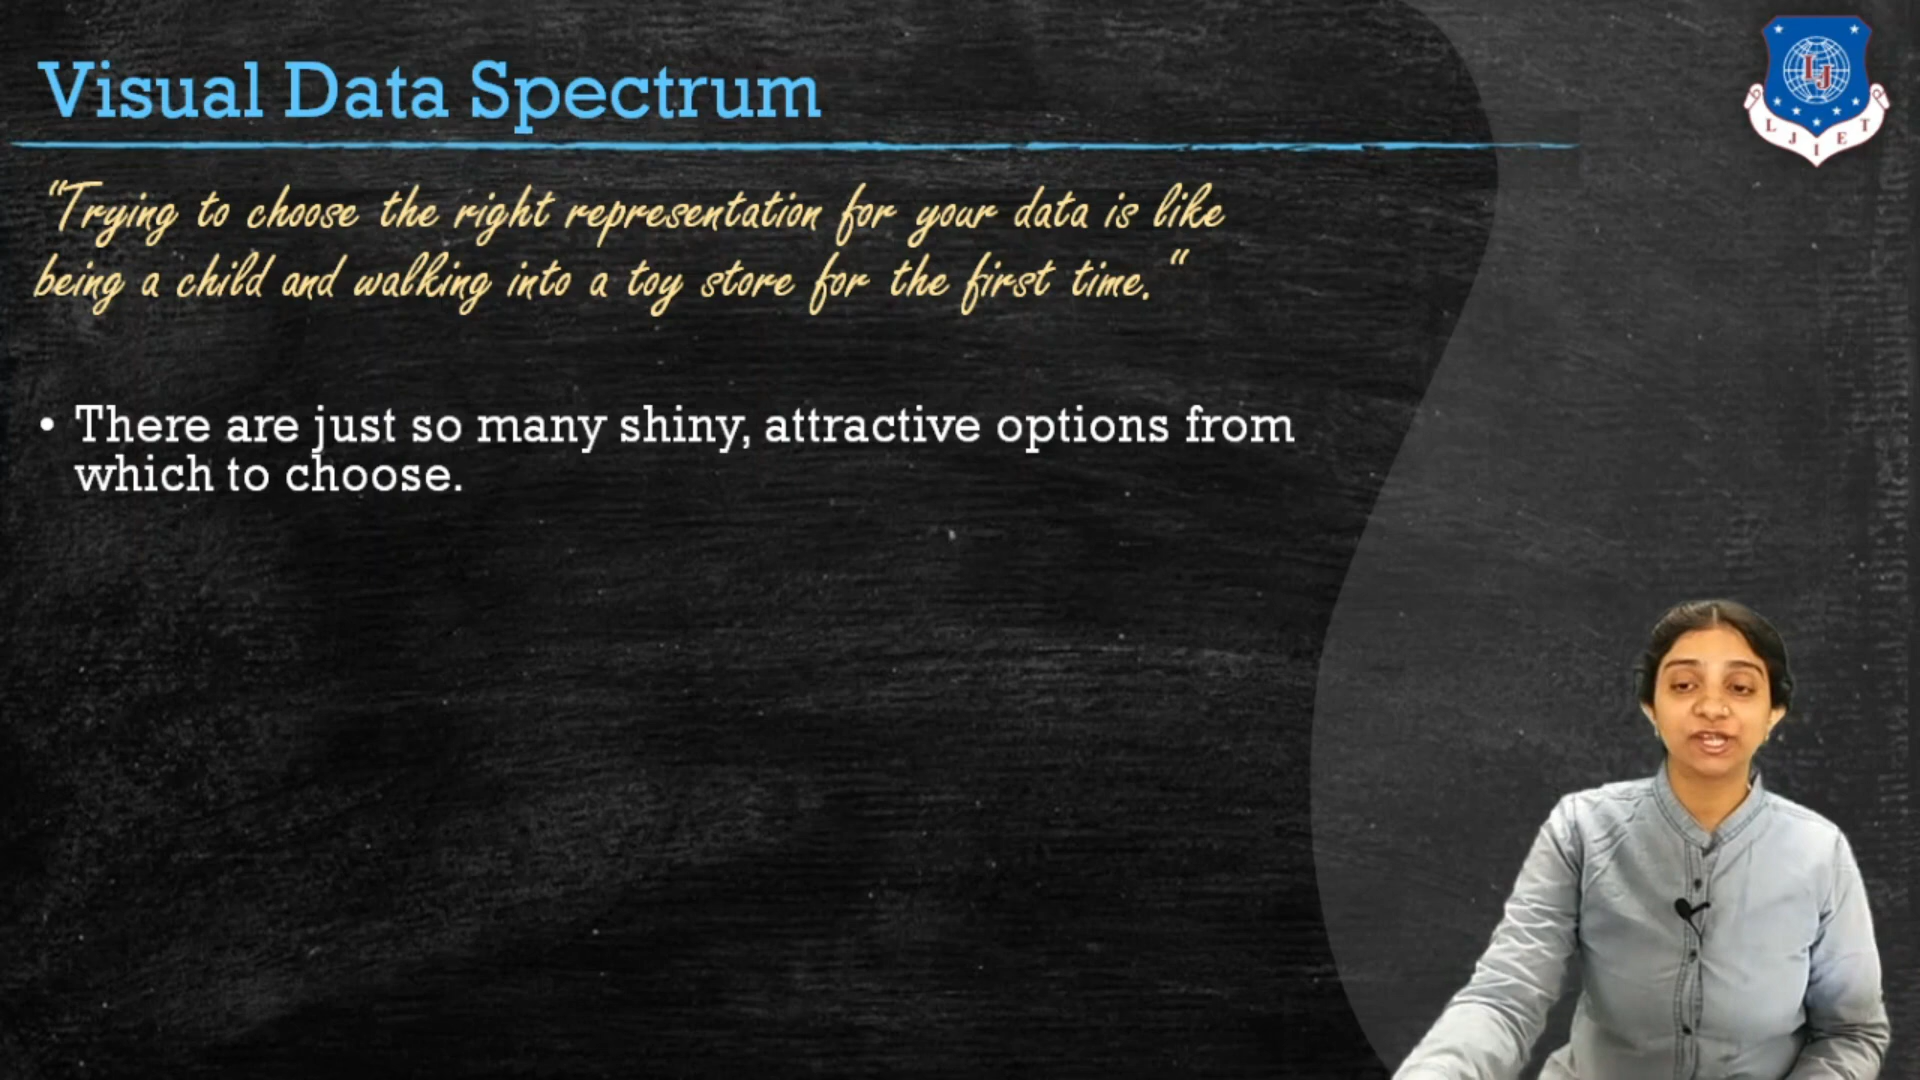 Visual Data Spectrum
"Trying to choose the right representation for your data is like
being a child and walking into a toy store for the first time."
• There are just so many shiny, attractive options from
which to choose.
LJ
L J I E T